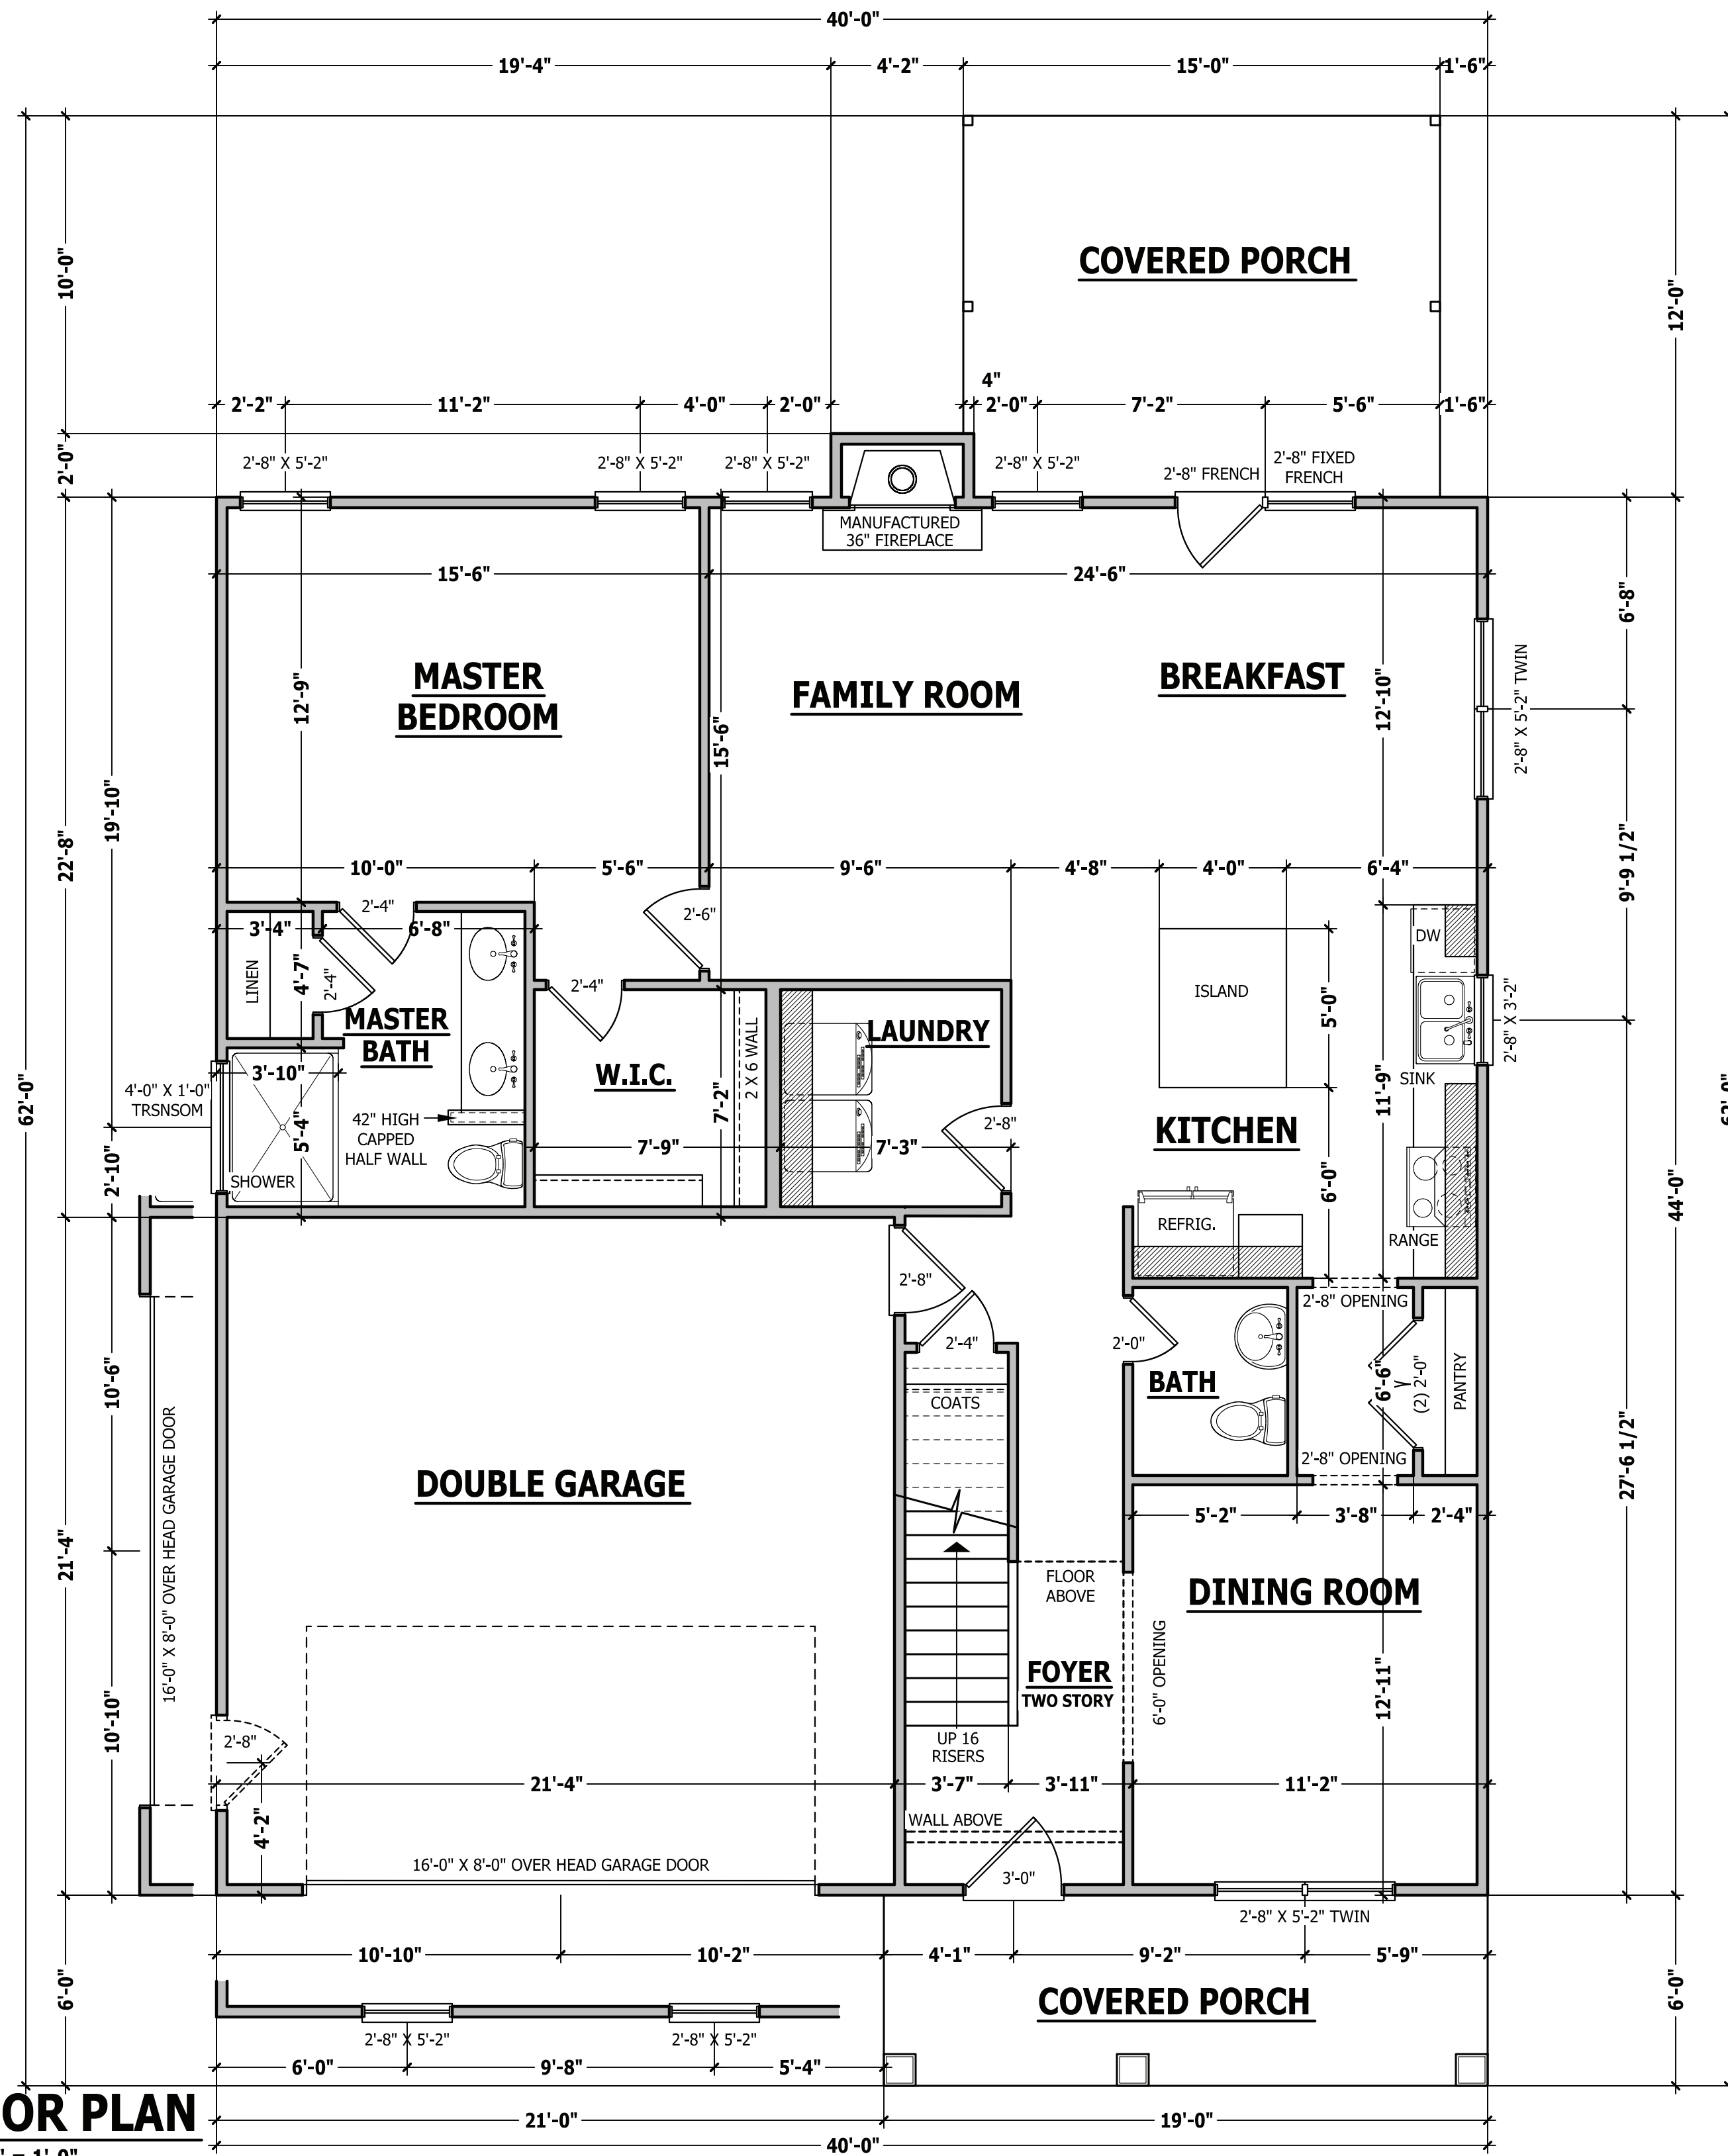 40'-0"
19'-4"
4'-2"
15'-0"
1'-6"
COVERED PORCH
10'-0"
12'-0"
4"
2'-2"
11'-2"
4'-0"
2'-0"
2'-0"
7'-2"
5'-6"
1'-6"
2'-0"
2'-8" X 5'-2"
2'-8" X 5'-2"
2'-8" X 5'-2"
2'-8" X 5'-2"
2'-8" FRENCH
2'-8" FIXED
FRENCH
MANUFACTURED
36" FIREPLACE
15'-6"
24'-6"
6'-8"
MASTER
BEDROOM
FAMILY ROOM
BREAKFAST
12'-9"
15'-6"
12'-10"
2'-8" X 5'-2" TWIN
19'-10"
22'-8"
9'-9 1/2"
10'-0"
5'-6"
9'-6"
4'-8"
4'-0"
6'-4"
2'-4"
2'-6"
3'-4"
6'-8"
DW
LINEN
4'-7"
2'-4"
2'-4"
ISLAND
5'-0"
2'-8" X 3'-2"
MASTER
BATH
LAUNDRY
W.I.C.
2 X 6 WALL
3'-10"
SINK
62'-0"
4'-0" X 1'-0"
TRSNSOM
5'-4"
42" HIGH
CAPPED
HALF WALL
7'-2"
11'-9"
2'-8"
KITCHEN
7'-9"
7'-3"
SHOWER
2'-10"
6'-0"
44'-0"
REFRIG.
RANGE
2'-8"
2'-8" OPENING
2'-4"
2'-0"
10'-6"
BATH
6'-6"
(2) 2'-0"
PANTRY
COATS
2'-8" OPENING
27'-6 1/2"
DOUBLE GARAGE
16'-0" X 8'-0" OVER HEAD GARAGE DOOR
21'-4"
5'-2"
3'-8"
2'-4"
FLOOR
ABOVE
DINING ROOM
6'-0" OPENING
FOYER
TWO STORY
12'-11"
10'-10"
2'-8"
UP 16
RISERS
21'-4"
3'-7"
3'-11"
11'-2"
4'-2"
WALL ABOVE
16'-0" X 8'-0" OVER HEAD GARAGE DOOR
3'-0"
2'-8" X 5'-2" TWIN
10'-10"
10'-2"
4'-1"
9'-2"
5'-9"
6'-0"
COVERED PORCH
6'-0"
2'-8" X 5'-2"
2'-8" X 5'-2"
6'-0"
9'-8"
5'-4"
OR PLAN
21'-0"
19'-0"
40'-0"